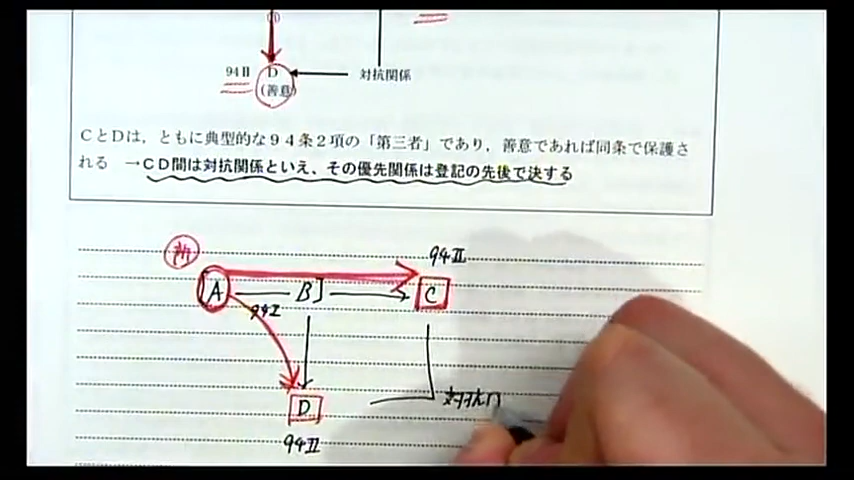 94Ⅱ D
(善意)
対抗関係
CとDは，ともに典型的な94条2項の「第三者」であり，善意であれば同条で保護さ
れる →CD間は対抗関係といえ、その優先関係は登記の先後で決する
94Ⅱ
A B C
94Ⅰ
D
対抗
94Ⅱ